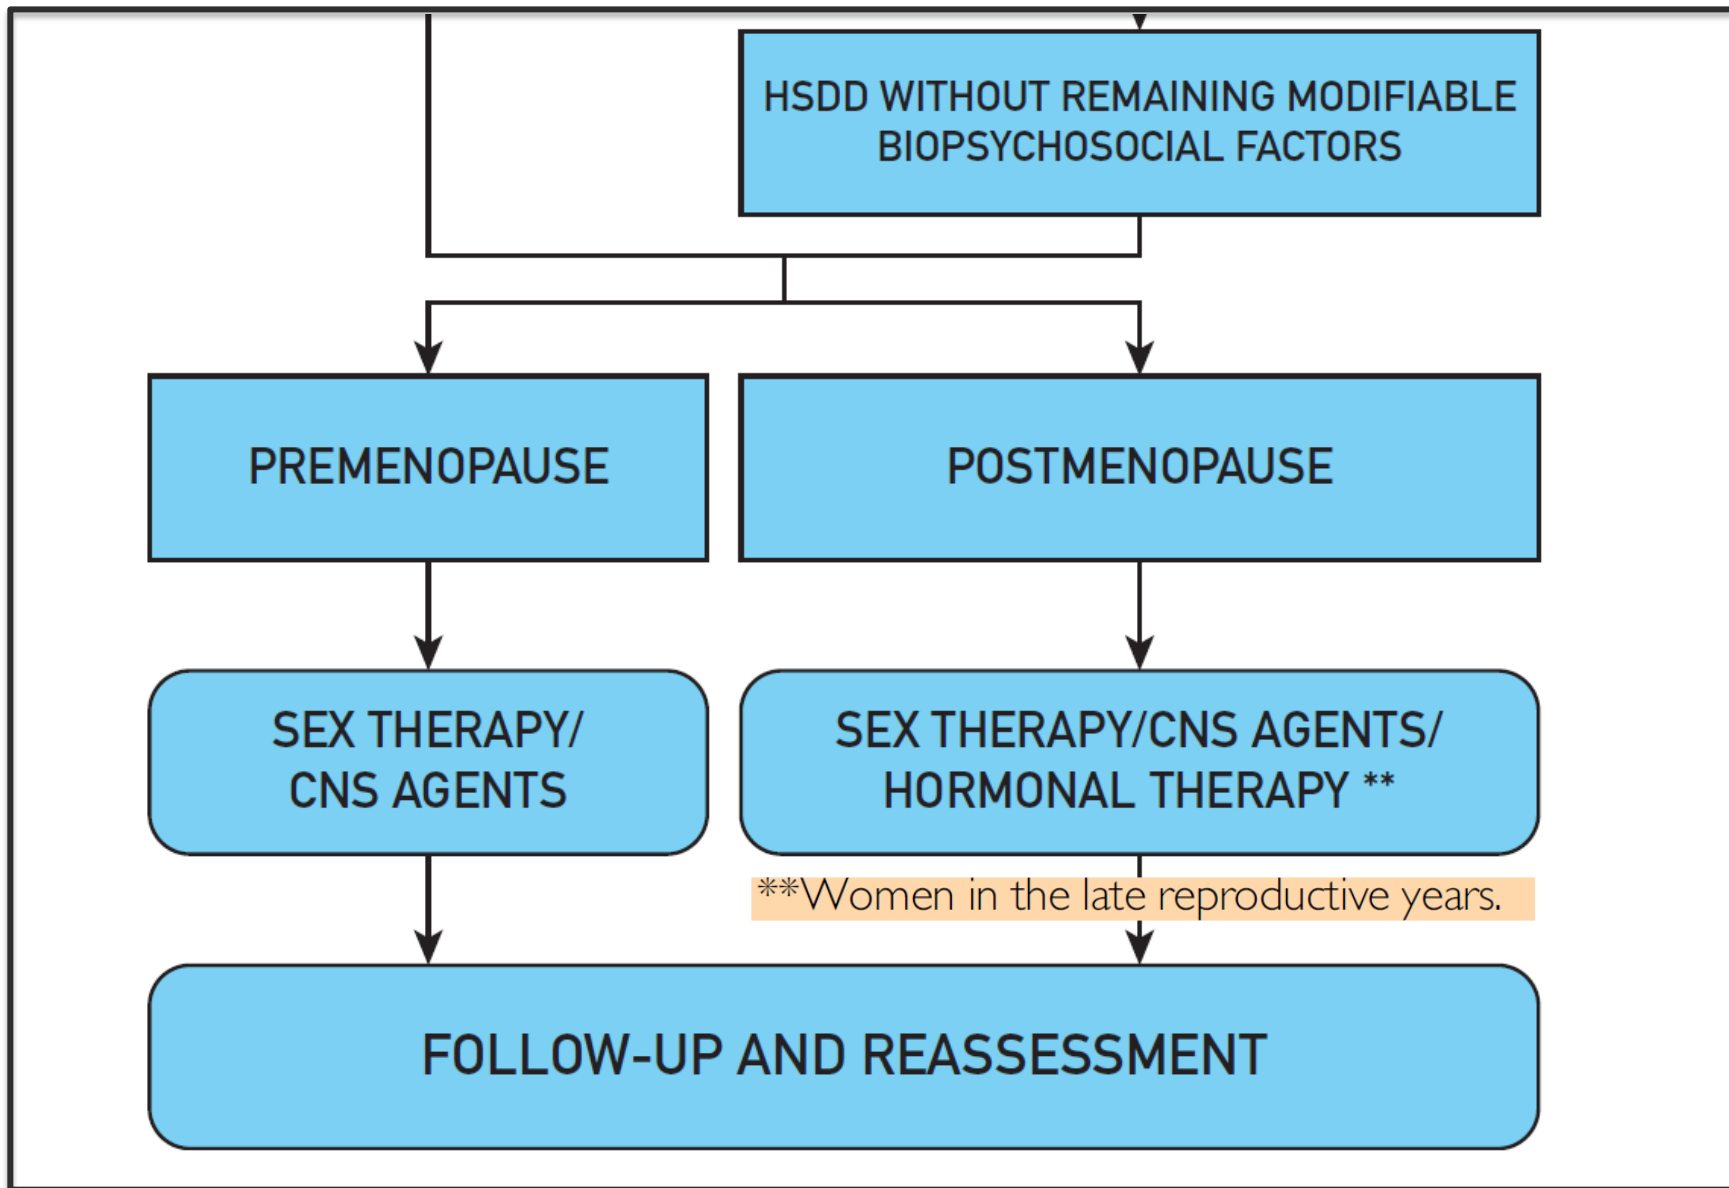 HSDD WITHOUT REMAINING MODIFIABLE
BIOPSYCHOSOCIAL FACTORS
PREMENOPAUSE
POSTMENOPAUSE
SEX THERAPY/
CNS AGENTS
SEX THERAPY/CNS AGENTS/
HORMONAL THERAPY **
**Women in the late reproductive years.
FOLLOW-UP AND REASSESSMENT